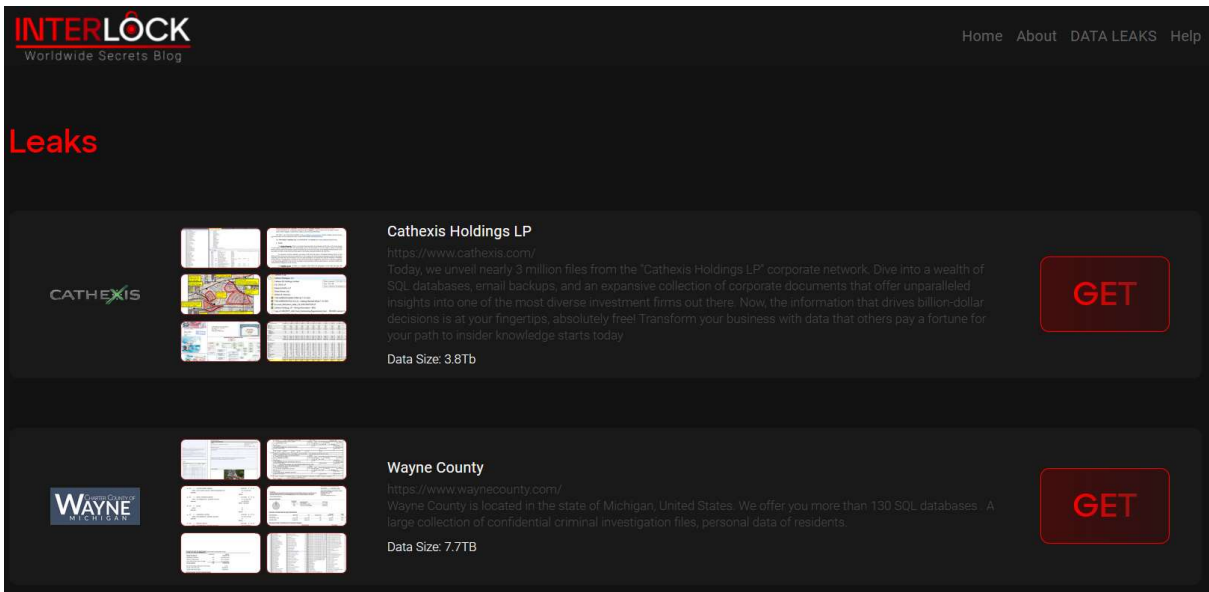 INTERLOCK
Worldwide Secrets Blog
Home About DATA LEAKS Help
Leaks
CATHEXIS
Cathexis Holdings LP
https://www.cathexis.com/
Today, we unveil nearly 3 million files from the "Cathexis Holdings LP" corporate network. Dive into a wealth of
SQL databases, email backups, and an expansive collection of corporate documents that offer unparalleled
insights into one of the most diverse investment firms out there. Now, the information that drives billion-dollar
decisions is at your fingertips, absolutely free! Transform your business with data that others pay a fortune for
your path to insider knowledge starts today
Data Size: 3.8Tb
GET
CHARTER COUNTY OF
WAYNE
MICHIGAN
Wayne County
https://www.waynecounty.com/
Wayne County is located in the state of Michigan, United States. We offer you more than 130 SQL databases . A
large collection of confidential criminal investigation files, personal data of residents.
Data Size: 7.7TB
GET